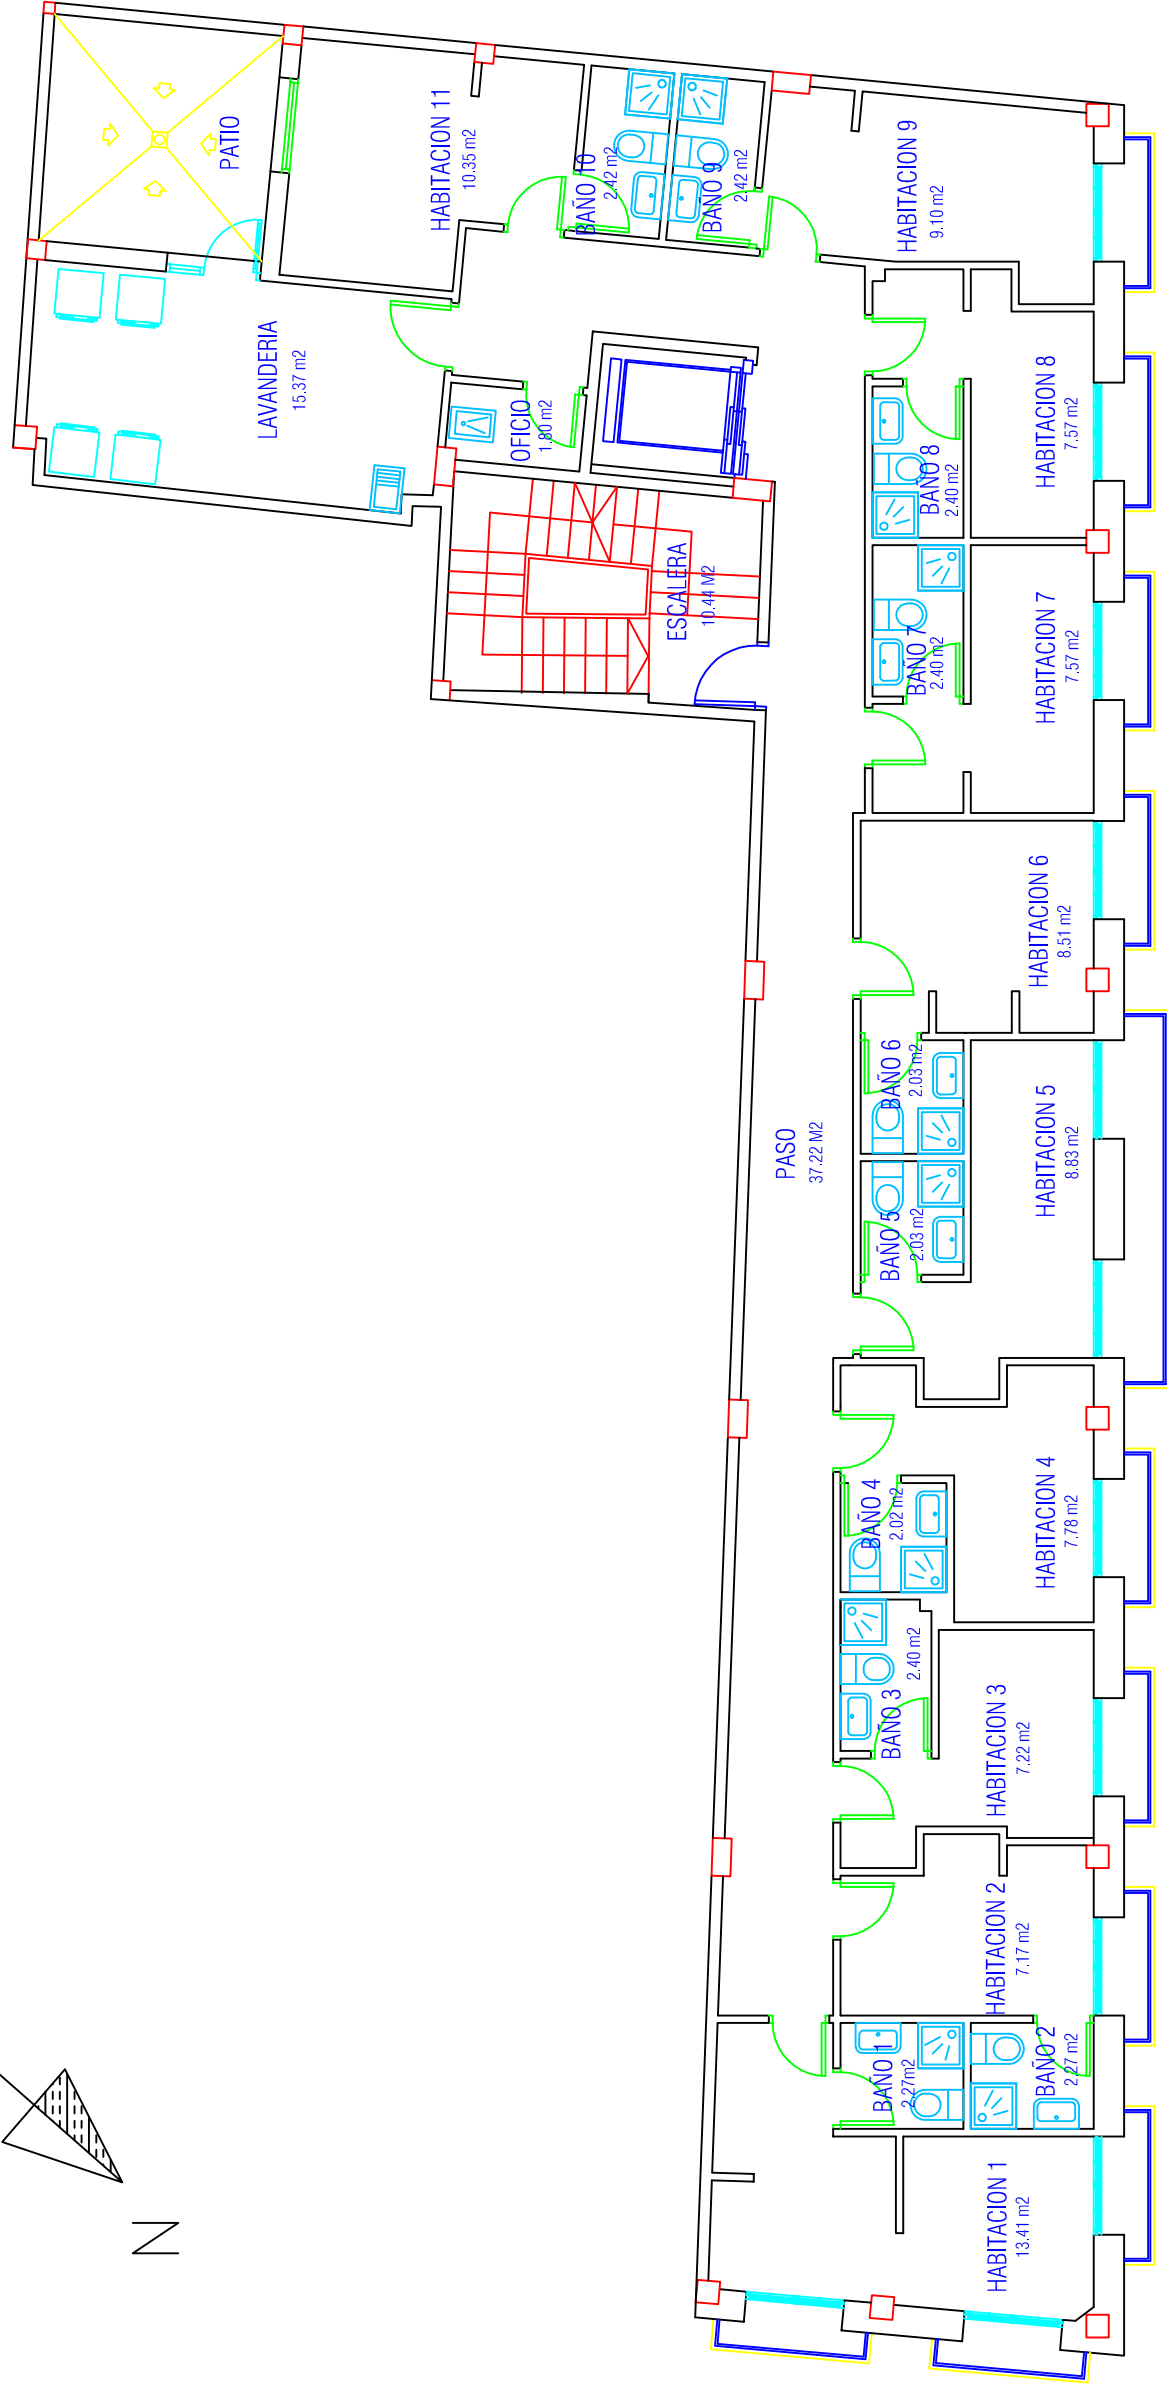 PATIO
HABITACION 11
10.35 m2
BAÑO 10
2.42 m2
BAÑO 9
2.42 m2
HABITACION 9
9.10 m2
LAVANDERIA
15.37 m2
OFICIO
1.80 m2
HABITACION 8
7.57 m2
BAÑO 8
2.40 m2
ESCALERA
10.44 M2
BAÑO 7
2.40 m2
HABITACION 7
7.57 m2
HABITACION 6
8.51 m2
BAÑO 6
2.03 m2
PASO
37.22 M2
HABITACION 5
8.83 m2
BAÑO 5
2.03 m2
BAÑO 4
2.02 m2
HABITACION 4
7.78 m2
BAÑO 3
2.40 m2
HABITACION 3
7.22 m2
HABITACION 2
7.17 m2
BAÑO 1
2.27m2
BAÑO 2
2.27 m2
HABITACION 1
13.41 m2
N